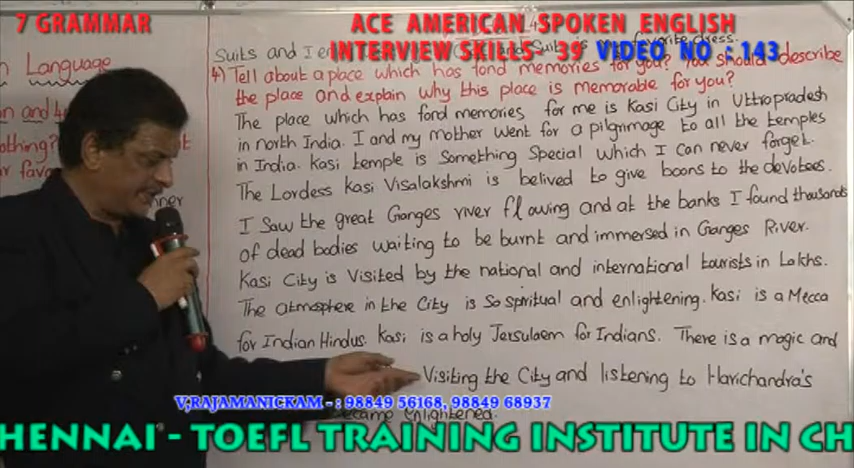 7 GRAMMAR
ACE AMERICAN SPOKEN ENGLISH
INTERVIEW SKILLS - 39 VIDEO NO : 143
Language
Suits and I
favorite dress.
4) Tell about a place which has fond memories for you? You should describe
the place and explain why this place is memorable for you?
The place which has fond memories for me is Kasi City in Uttropradesh
in north India. I and my mother went for a pilgrimage to all the temples
in India. Kasi temple is Something Special which I can never forget.
The Lordess Kasi Visalakshmi is belived to give boons to the devotees.
I Saw the great Ganges river flowing and at the banks I found thousands
of dead bodies waiting to be burnt and immersed in Ganges River.
Kasi City is Visited by the national and international tourists in Lakhs.
The atmosphere in the City is So spritual and enlightening. Kasi is a Mecca
for Indian Hindus. Kasi is a holy Jersulaem for Indians. There is a magic and
Visiting the City and listening to Harichandra's
became enlightened.
V,RAJAMANICKAM - : 98849 56168, 98849 68937
HENNAI - TOEFL TRAINING INSTITUTE IN CH